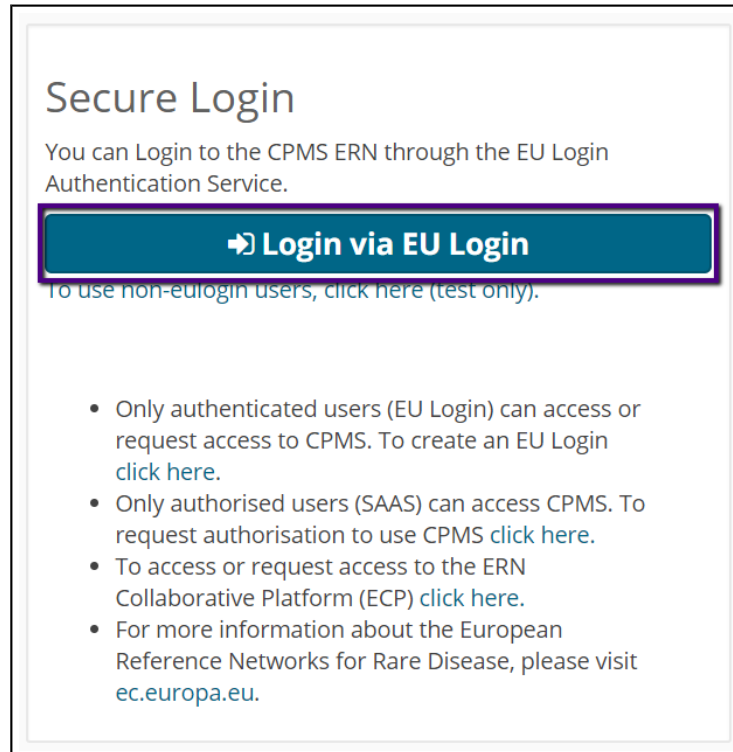 Secure Login
You can Login to the CPMS ERN through the EU Login
Authentication Service.
Login via EU Login
To use non-eulogin users, click here (test only).
• Only authenticated users (EU Login) can access or
request access to CPMS. To create an EU Login
click here.
• Only authorised users (SAAS) can access CPMS. To
request authorisation to use CPMS click here.
• To access or request access to the ERN
Collaborative Platform (ECP) click here.
• For more information about the European
Reference Networks for Rare Disease, please visit
ec.europa.eu.